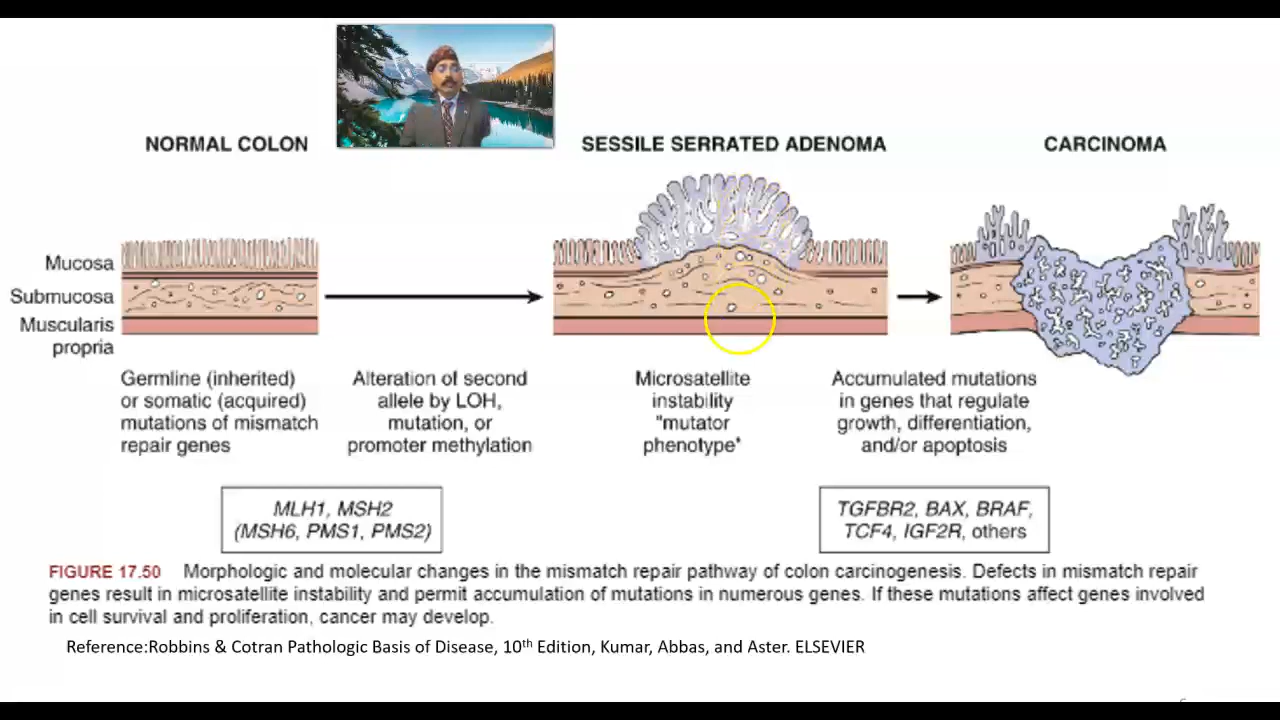 NORMAL COLON
SESSILE SERRATED ADENOMA
CARCINOMA
Mucosa
Submucosa
Muscularis
propria
Germline (inherited)
or somatic (acquired)
mutations of mismatch
repair genes
Alteration of second
allele by LOH,
mutation, or
promoter methylation
Microsatellite
instability
"mutator
phenotype"
Accumulated mutations
in genes that regulate
growth, differentiation,
and/or apoptosis
MLH1, MSH2
(MSH6, PMS1, PMS2)
TGFBR2, BAX, BRAF,
TCF4, IGF2R, others
FIGURE 17.50 Morphologic and molecular changes in the mismatch repair pathway of colon carcinogenesis. Defects in mismatch repair
genes result in microsatellite instability and permit accumulation of mutations in numerous genes. If these mutations affect genes involved
in cell survival and proliferation, cancer may develop.
Reference:Robbins & Cotran Pathologic Basis of Disease, 10th Edition, Kumar, Abbas, and Aster. ELSEVIER